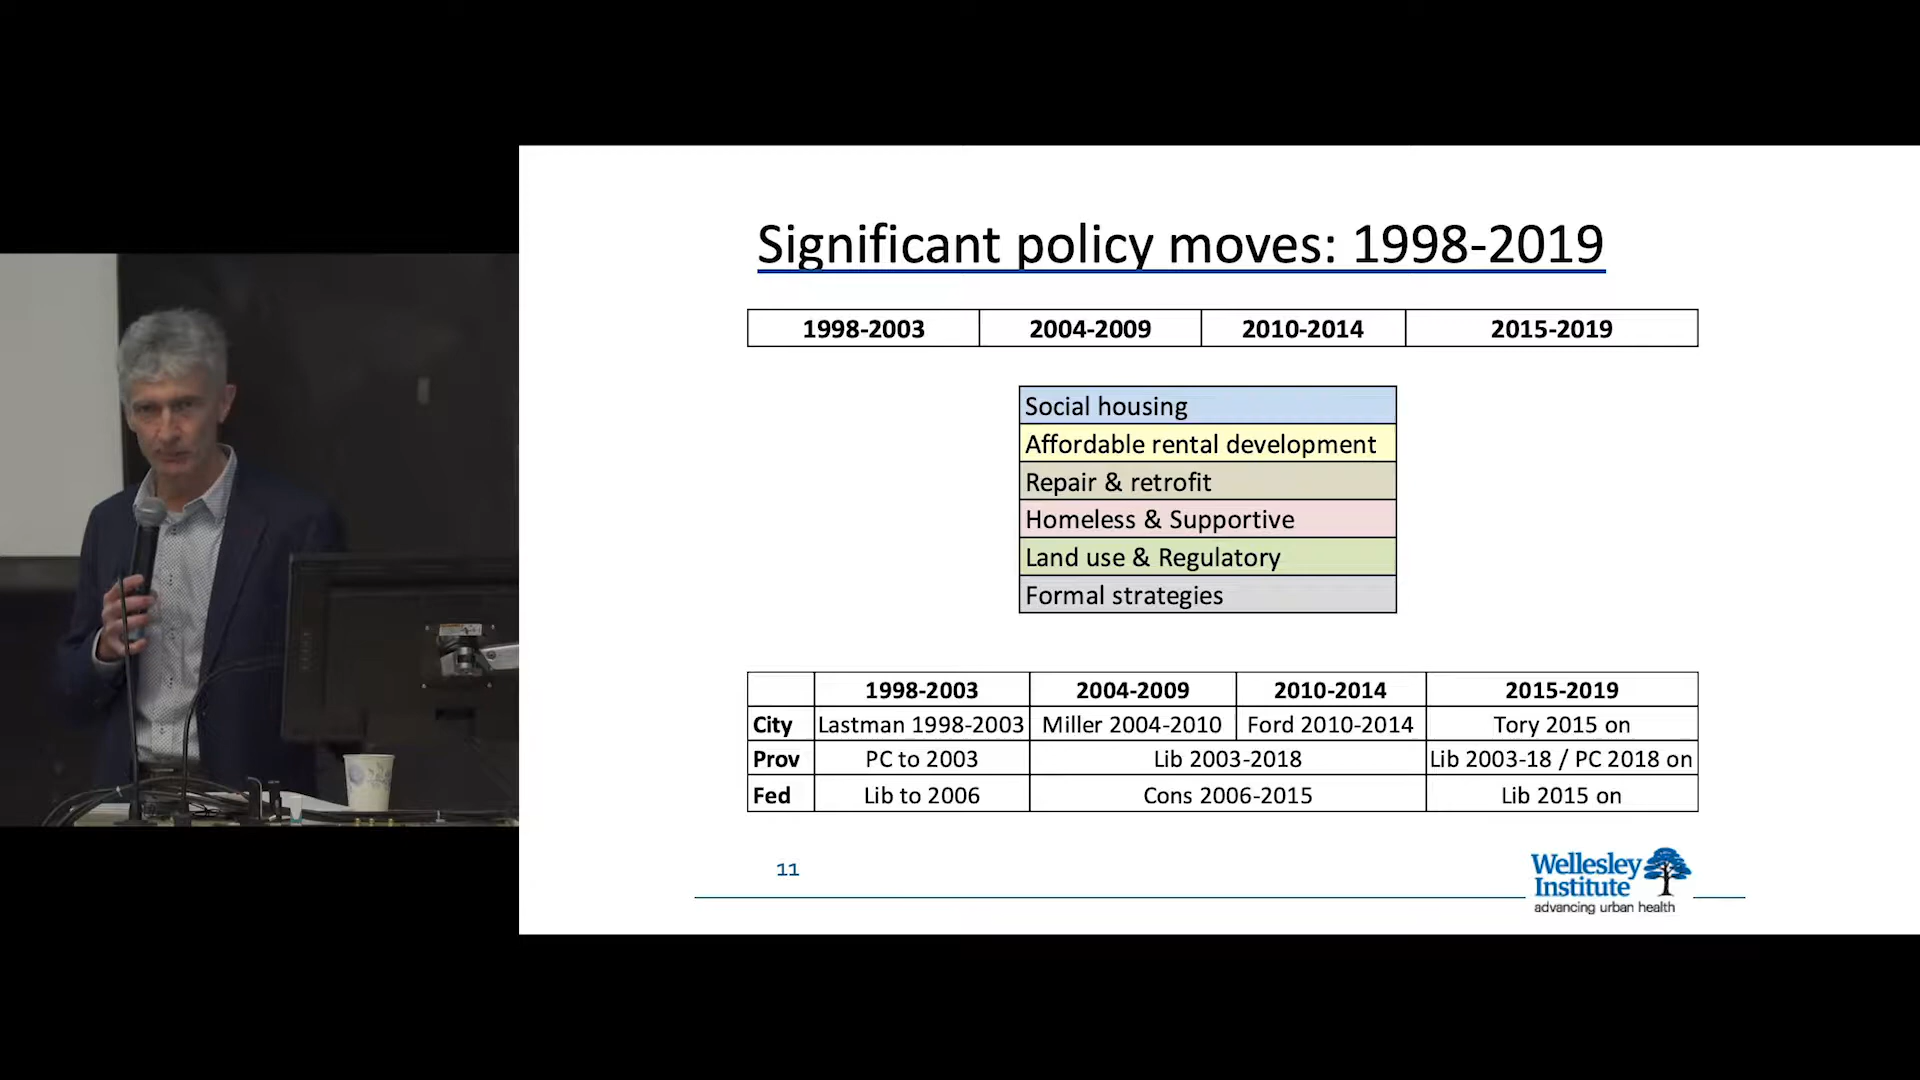 Significant policy moves: 1998-2019
1998-2003 2004-2009 2010-2014 2015-2019
Social housing
Affordable rental development
Repair & retrofit
Homeless & Supportive
Land use & Regulatory
Formal strategies
1998-2003 2004-2009 2010-2014 2015-2019
City Lastman 1998-2003 Miller 2004-2010 Ford 2010-2014 Tory 2015 on
Prov PC to 2003 Lib 2003-2018 Lib 2003-18 / PC 2018 on
Fed Lib to 2006 Cons 2006-2015 Lib 2015 on
11
Wellesley
Institute
advancing urban health